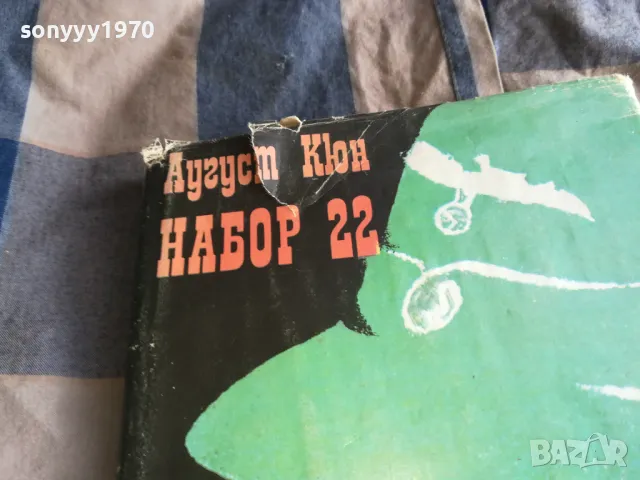 sonyyy1970
Аугуст Кюн
НАБОР 22
BAZAR